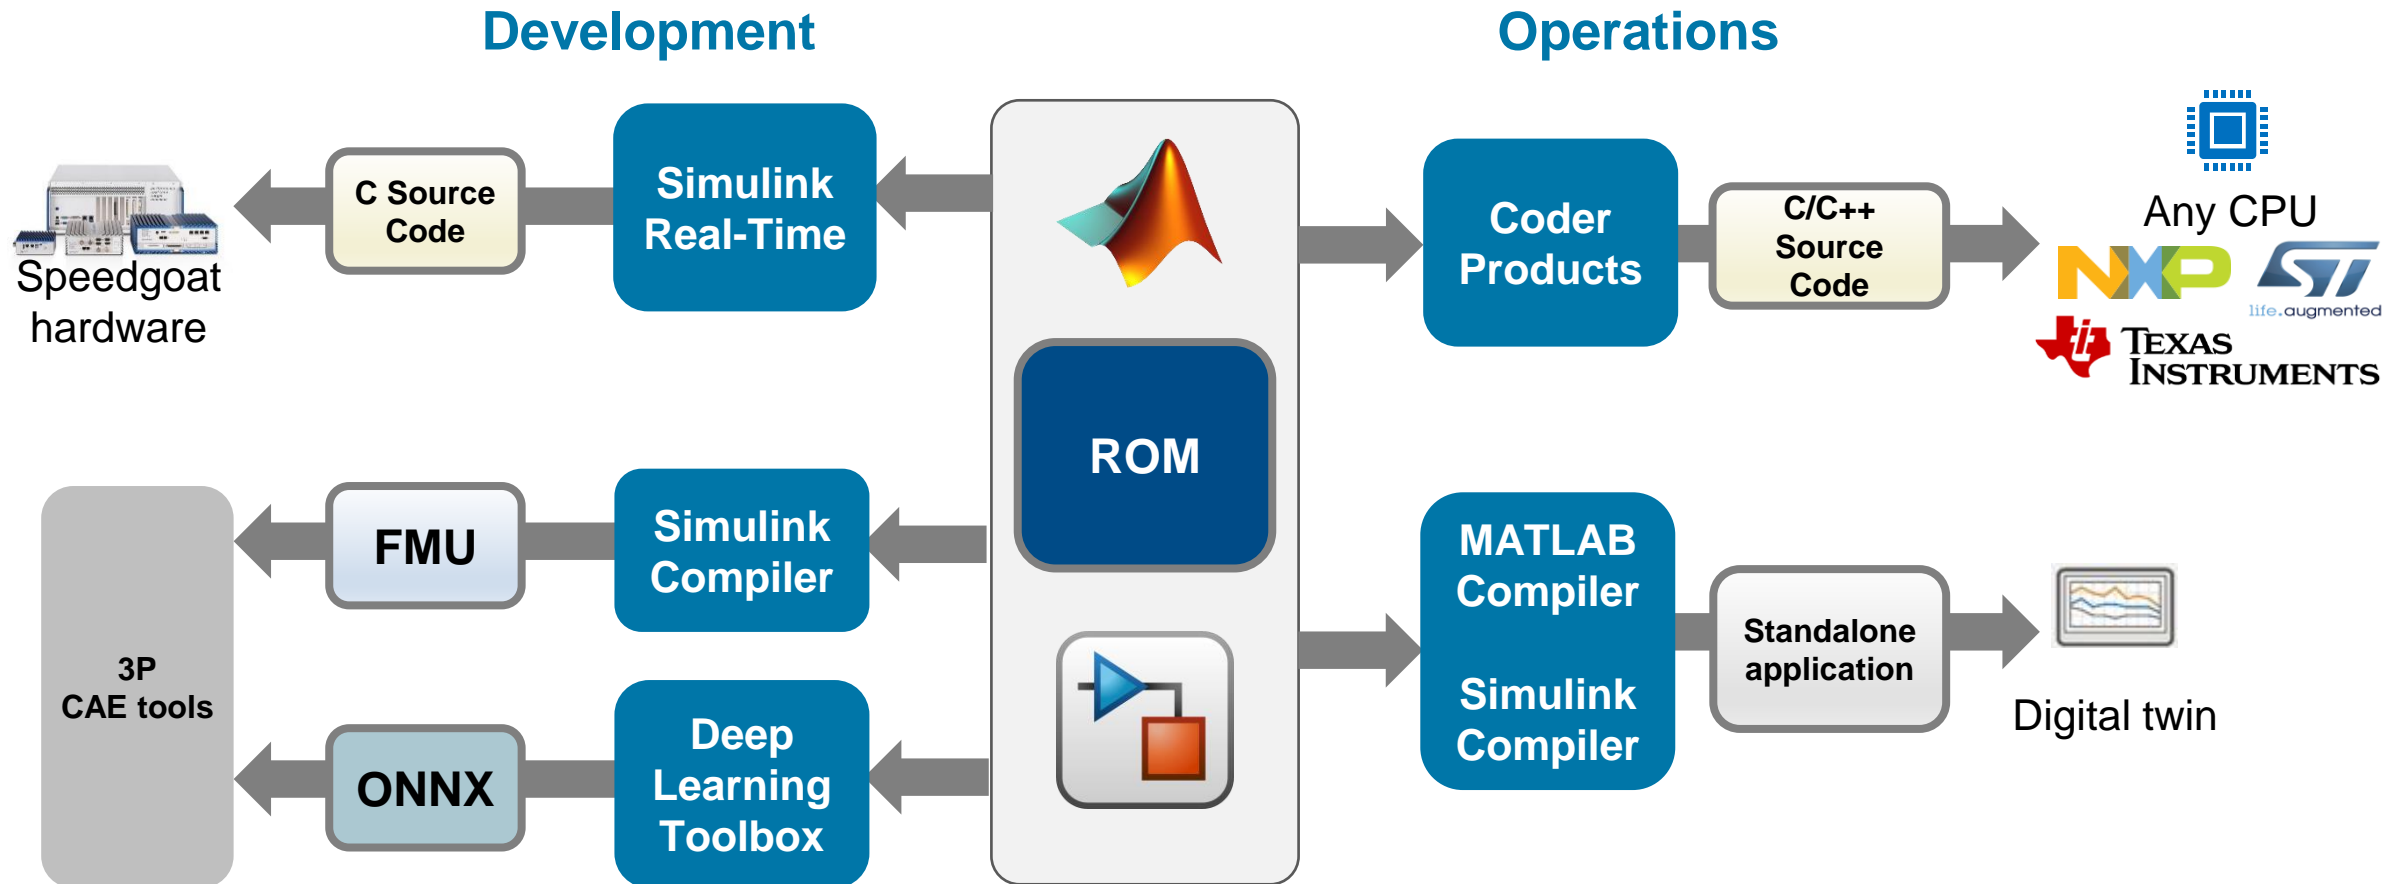 Development
Operations
Simulink
Real-Time
C Source
Code
Speedgoat
hardware
Simulink
Compiler
FMU
Deep
Learning
Toolbox
ONNX
3P
CAE tools
ROM
Coder
Products
C/C++
Source
Code
Any CPU
NXP
ST
life.augmented
TEXAS
INSTRUMENTS
MATLAB
Compiler
Simulink
Compiler
Standalone
application
Digital twin